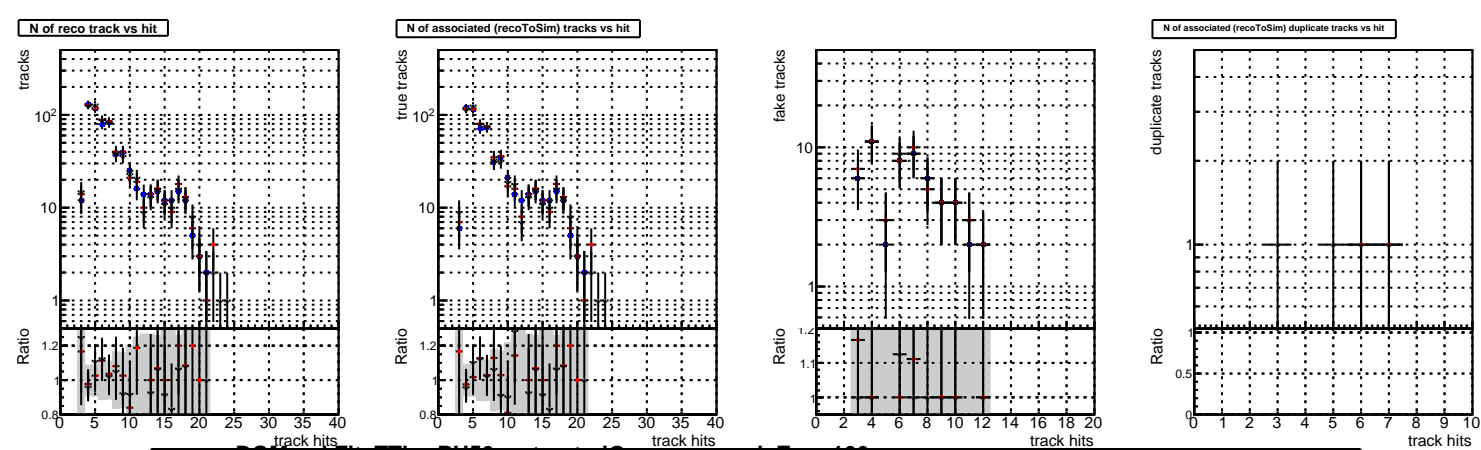 N of reco track vs hit
tracks
10²
10
1
Ratio
1.2
1
0.8
0 5 10 15 20 25 30 35 40
track hits
N of associated (recoToSim) tracks vs hit
true tracks
10²
10
1
Ratio
1.2
1
0.8
0 5 10 15 20 25 30 35 40
track hits
fake tracks
10
1
Ratio
1.2
1.1
1
0 2 4 6 8 10 12 14 16 18 20
track hits
N of associated (recoToSim) duplicate tracks vs hit
duplicate tracks
1
Ratio
1
0.5
0
0 1 2 3 4 5 6 7 8 9 10
track hits